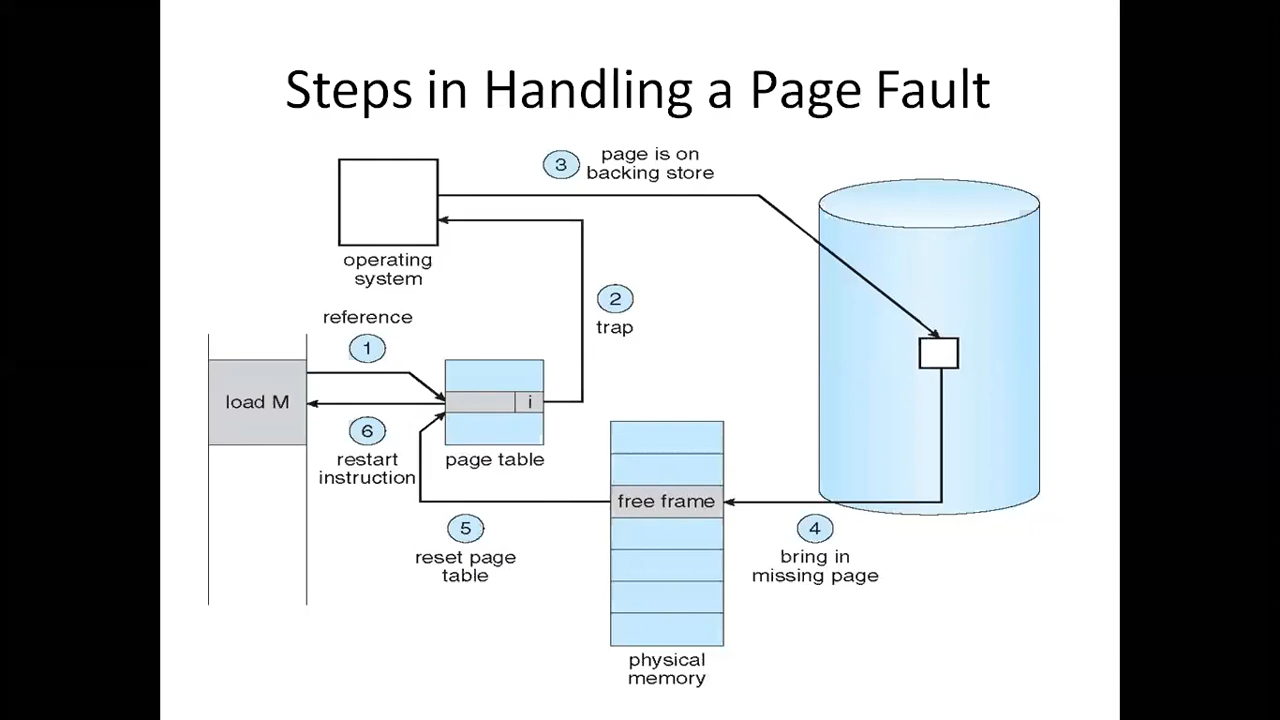 Steps in Handling a Page Fault
3
page is on
backing store
operating
system
2
trap
reference
1
load M
i
6
restart
instruction
page table
free frame
5
reset page
table
4
bring in
missing page
physical
memory